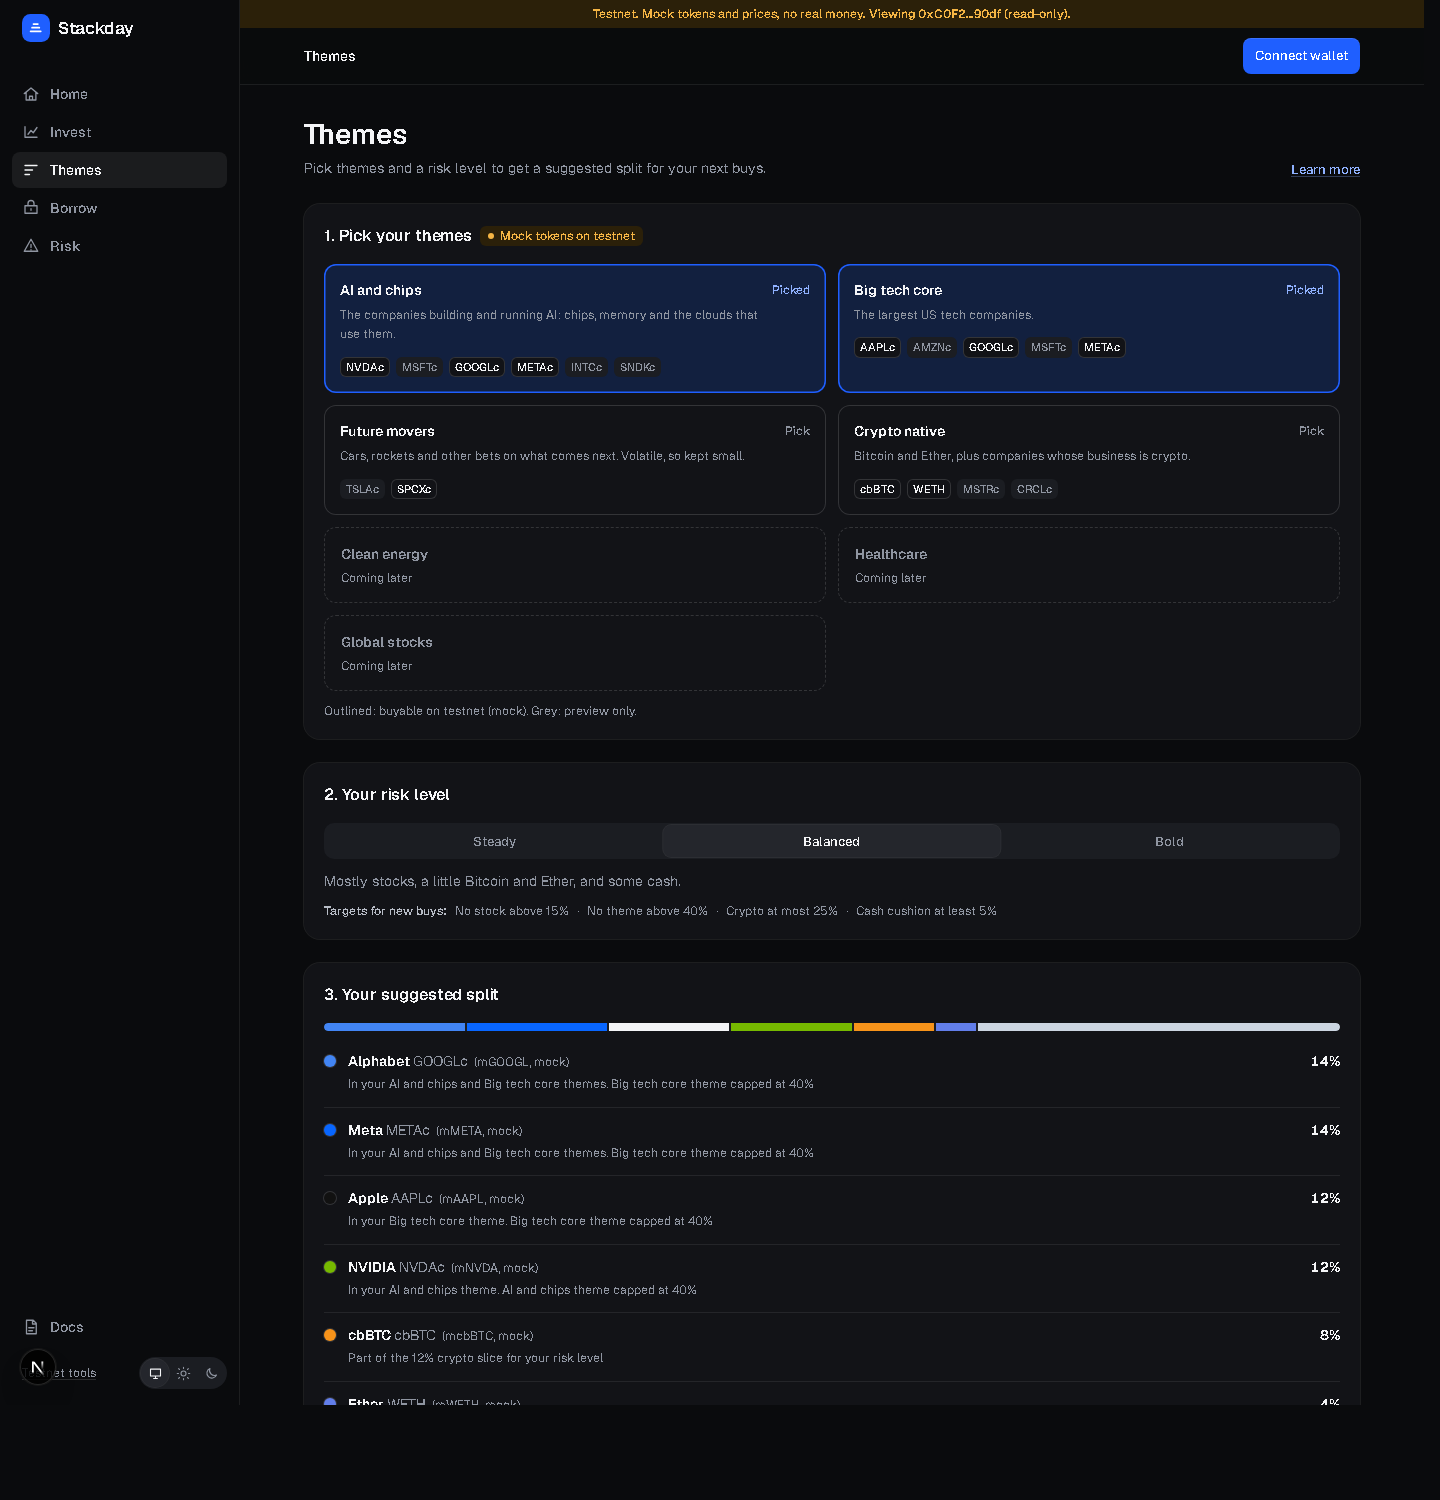 Stackday
Testnet. Mock tokens and prices, no real money. Viewing 0xC0F2…90df (read-only).
Themes
Connect wallet
Home
Invest
Themes
Borrow
Risk
Themes
Pick themes and a risk level to get a suggested split for your next buys.
Learn more
1. Pick your themes
Mock tokens on testnet
AI and chips
Picked
The companies building and running AI: chips, memory and the clouds that
use them.
NVDAc MSFTc GOOGLc METAc INTCc SNDKc
Big tech core
Picked
The largest US tech companies.
AAPLc AMZNc GOOGLc MSFTc METAc
Future movers
Pick
Cars, rockets and other bets on what comes next. Volatile, so kept small.
TSLAc SPCXc
Crypto native
Pick
Bitcoin and Ether, plus companies whose business is crypto.
cbBTC WETH MSTRc CRCLc
Clean energy
Coming later
Healthcare
Coming later
Global stocks
Coming later
Outlined: buyable on testnet (mock). Grey: preview only.
2. Your risk level
Steady
Balanced
Bold
Mostly stocks, a little Bitcoin and Ether, and some cash.
Targets for new buys: No stock above 15% · No theme above 40% · Crypto at most 25% · Cash cushion at least 5%
3. Your suggested split
Alphabet GOOGLc (mGOOGL, mock) 14%
In your AI and chips and Big tech core themes. Big tech core theme capped at 40%
Meta METAc (mMETA, mock) 14%
In your AI and chips and Big tech core themes. Big tech core theme capped at 40%
Apple AAPLc (mAAPL, mock) 12%
In your Big tech core theme. Big tech core theme capped at 40%
NVIDIA NVDAc (mNVDA, mock) 12%
In your AI and chips theme. AI and chips theme capped at 40%
cbBTC cbBTC (mcbBTC, mock) 8%
Part of the 12% crypto slice for your risk level
Ether WETH (mWETH, mock) 4%
Docs
N
tools